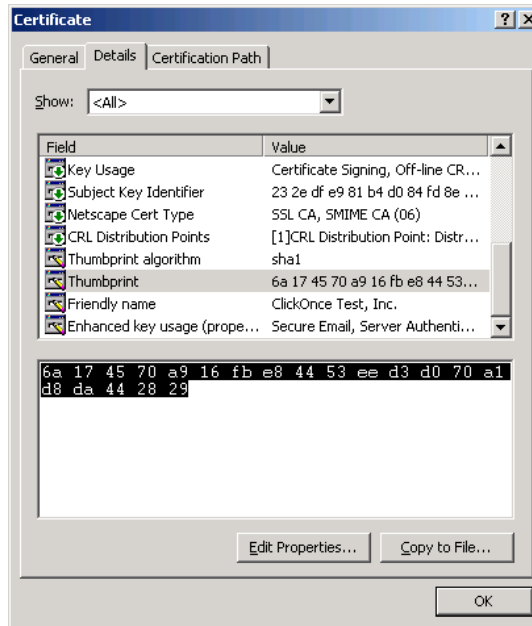 Certificate
General Details Certification Path
Show: <All>
Field Value
Key Usage Certificate Signing, Off-line CR...
Subject Key Identifier 23 2e df e9 81 b4 d0 84 fd 8e ...
Netscape Cert Type SSL CA, SMIME CA (06)
CRL Distribution Points [1]CRL Distribution Point: Distr...
Thumbprint algorithm sha1
Thumbprint 6a 17 45 70 a9 16 fb e8 44 53...
Friendly name ClickOnce Test, Inc.
Enhanced key usage (prope... Secure Email, Server Authenti...
6a 17 45 70 a9 16 fb e8 44 53 ee d3 d0 70 a1
d8 da 44 28 29
Edit Properties... Copy to File...
OK